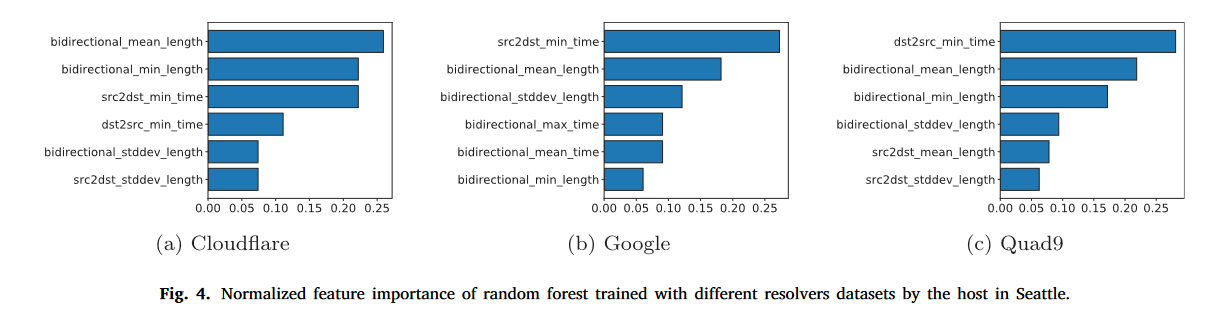 bidirectional_mean_length
bidirectional_min_length
src2dst_min_time
dst2src_min_time
bidirectional_stddev_length
src2dst_stddev_length
0.00 0.05 0.10 0.15 0.20 0.25
(a) Cloudflare
src2dst_min_time
bidirectional_mean_length
bidirectional_stddev_length
bidirectional_max_time
bidirectional_mean_time
bidirectional_min_length
0.00 0.05 0.10 0.15 0.20 0.25
(b) Google
dst2src_min_time
bidirectional_mean_length
bidirectional_min_length
bidirectional_stddev_length
src2dst_mean_length
src2dst_stddev_length
0.00 0.05 0.10 0.15 0.20 0.25
(c) Quad9
Fig. 4. Normalized feature importance of random forest trained with different resolvers datasets by the host in Seattle.